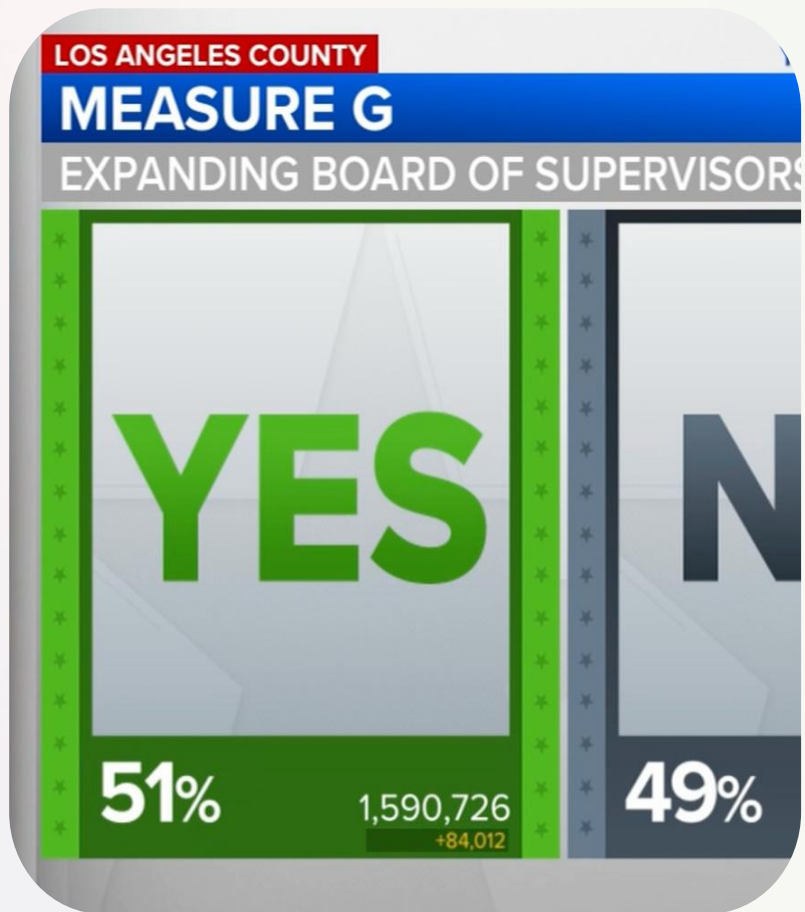 LOS ANGELES COUNTY
MEASURE G
EXPANDING BOARD OF SUPERVISORS
YES
51%
1,590,726
+84,012
49%